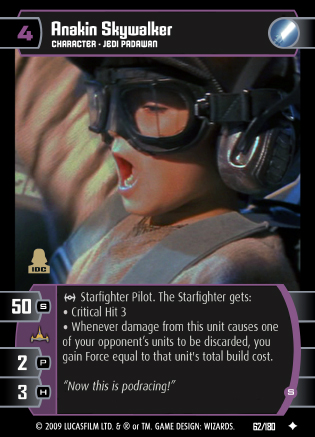 4 Anakin Skywalker
CHARACTER • JEDI PADAWAN
IDC
50 S
2 P
3 H
Starfighter Pilot. The Starfighter gets:
• Critical Hit 3
• Whenever damage from this unit causes one
of your opponent's units to be discarded, you
gain Force equal to that unit's total build cost.
"Now this is podracing!"
S
© 2009 LUCASFILM LTD. & ® or TM. GAME DESIGN: WIZARDS. 62/180